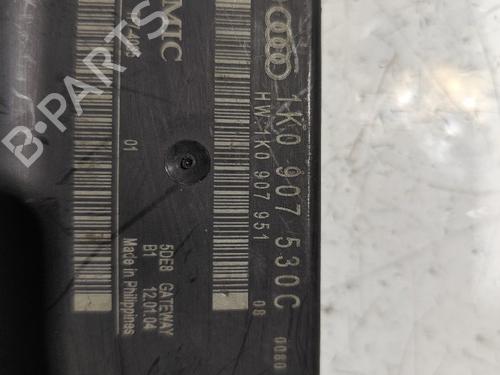 1K0 907 530C
HW:1K0 907 951
08 0080
MIC
01
5DE8 GATEWAY
B1 12.01.04
Made in Philippines
B-PARTS